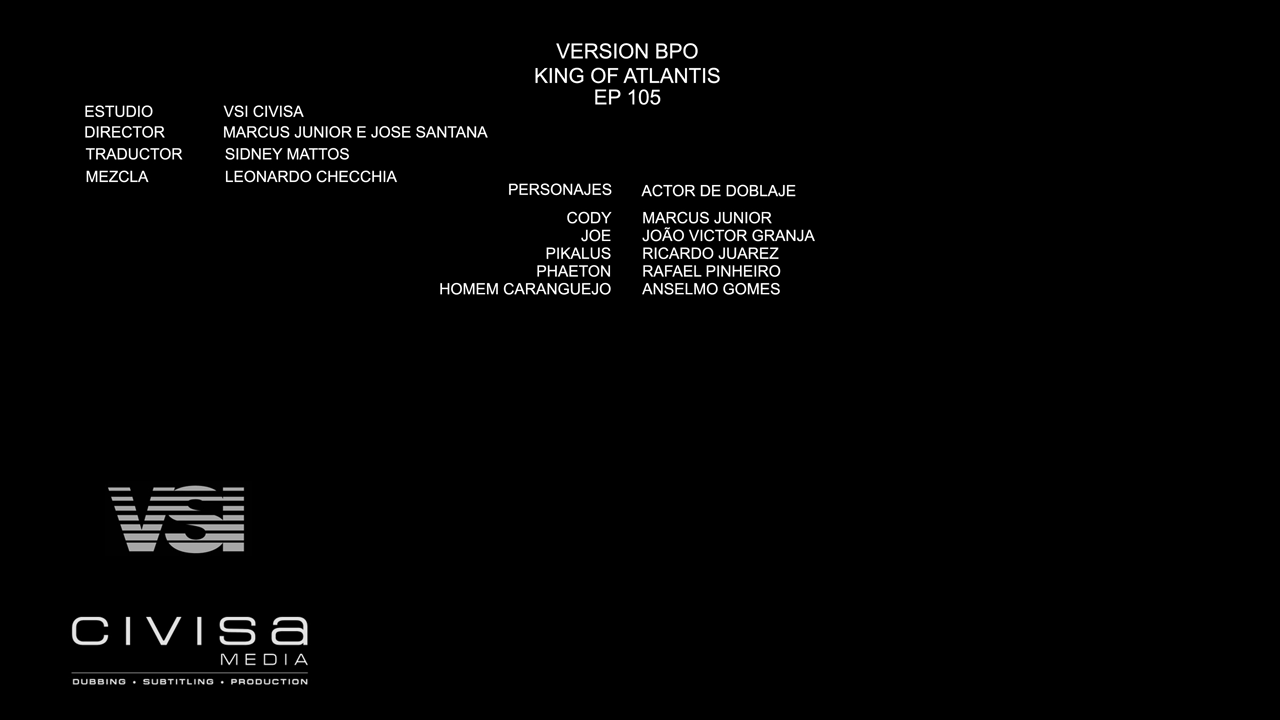 VERSION BPO
KING OF ATLANTIS
EP 105
ESTUDIO VSI CIVISA
DIRECTOR MARCUS JUNIOR E JOSE SANTANA
TRADUCTOR SIDNEY MATTOS
MEZCLA LEONARDO CHECCHIA
PERSONAJES ACTOR DE DOBLAJE
CODY MARCUS JUNIOR
JOE JOÃO VICTOR GRANJA
PIKALUS RICARDO JUAREZ
PHAETON RAFAEL PINHEIRO
HOMEM CARANGUEJO ANSELMO GOMES
VSI
CIVISA
MEDIA
DUBBING • SUBTITLING • PRODUCTION